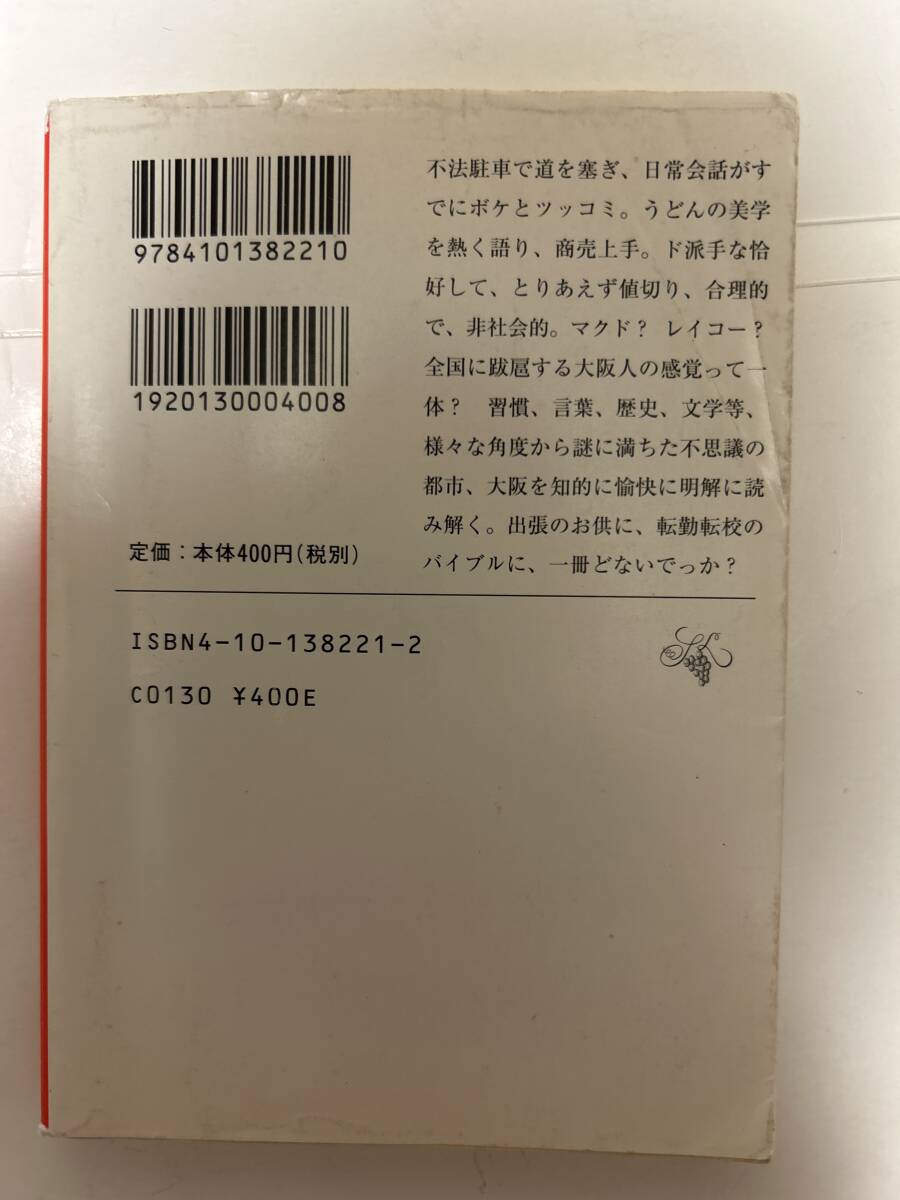 9784101382210
1920130004008
定価：本体400円（税別）
不法駐車で道を塞ぎ、日常会話がす
でにボケとツッコミ。うどんの美学
を熱く語り、商売上手。ド派手な恰
好して、とりあえず値切り、合理的
で、非社会的。マクド？　レイコー？
全国に跋扈する大阪人の感覚って一
体？　習慣、言葉、歴史、文学等、
様々な角度から謎に満ちた不思議の
都市、大阪を知的に愉快に明解に読
み解く。出張のお供に、転勤転校の
バイブルに、一冊どないでっか？
ISBN4-10-138221-2
C0130 ¥400E